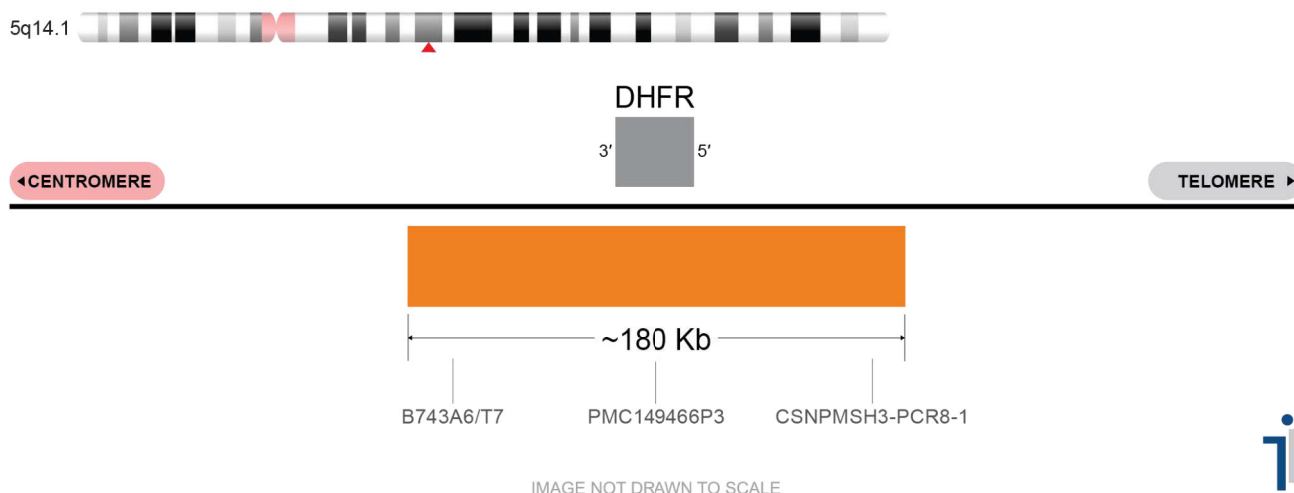 5q14.1
DHFR
3′ 5′
◂CENTROMERE
TELOMERE ▸
~180 Kb
B743A6/T7 PMC149466P3 CSNPMSH3-PCR8-1
IMAGE NOT DRAWN TO SCALE